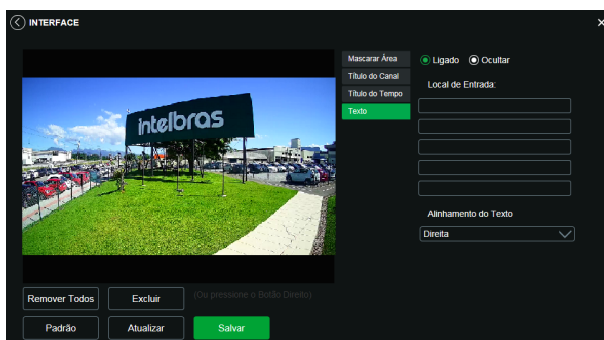 INTERFACE
Mascarar Área
Título do Canal
Título do Tempo
Texto
Ligado
Ocultar
Local de Entrada:
intelbras
Alinhamento do Texto
Direita
Remover Todos
Excluir
(Ou pressione o Botão Direito)
Padrão
Atualizar
Salvar